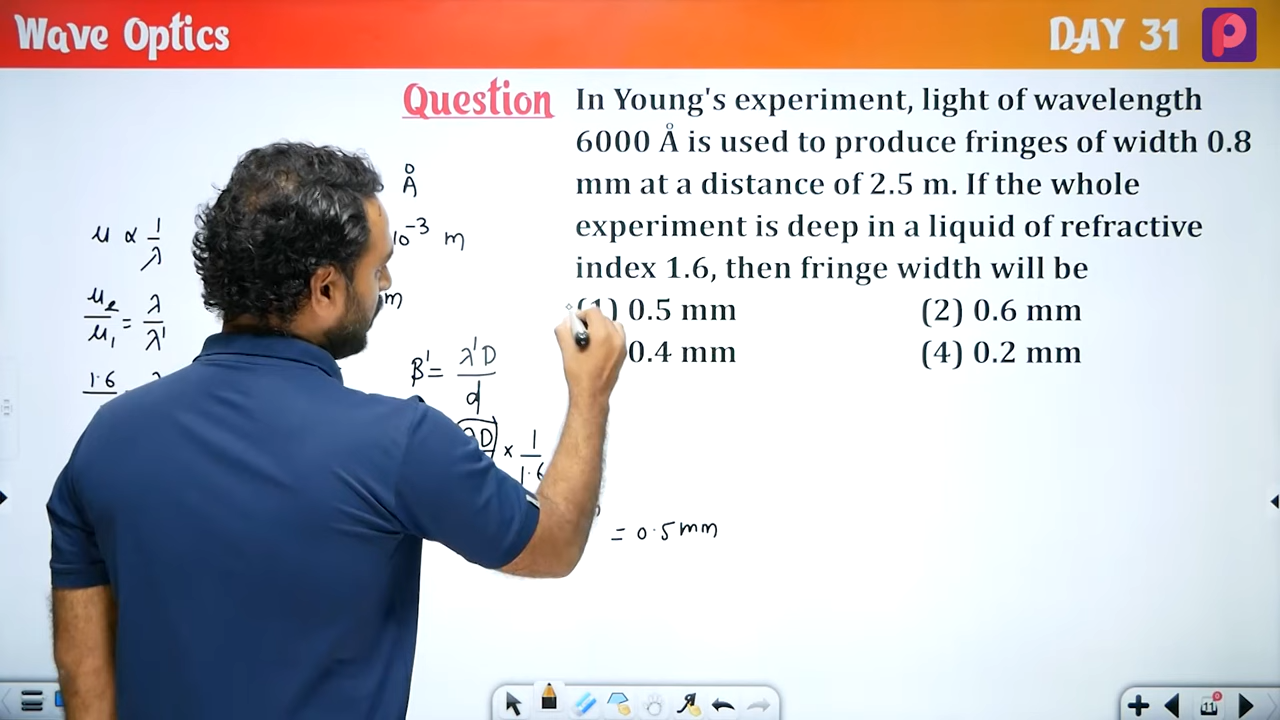 Wave Optics
DAY 31
Question
In Young's experiment, light of wavelength
6000 Å is used to produce fringes of width 0.8
mm at a distance of 2.5 m. If the whole
experiment is deep in a liquid of refractive
index 1.6, then fringe width will be
(1) 0.5 mm
(2) 0.6 mm
0.4 mm
(4) 0.2 mm
Å
10⁻³ m
m
μ ∝ 1/λ
μ₂/μ₁ = λ/λ'
1.6
β' = λ'D/d
λD × 1/1.6
= 0.5 mm
11